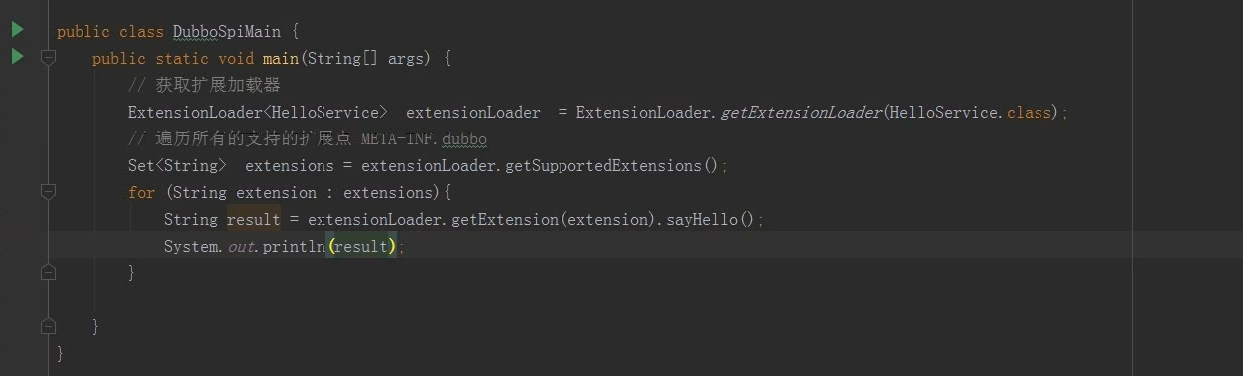 public class DubboSpiMain {
public static void main(String[] args) {
// 获取扩展加载器
ExtensionLoader<HelloService>  extensionLoader  = ExtensionLoader.getExtensionLoader(HelloService.class);
// 遍历所有的支持的扩展点 META-INF.dubbo
Set<String>  extensions = extensionLoader.getSupportedExtensions();
for (String extension : extensions){
String result = extensionLoader.getExtension(extension).sayHello();
System.out.println(result);
}
}
}